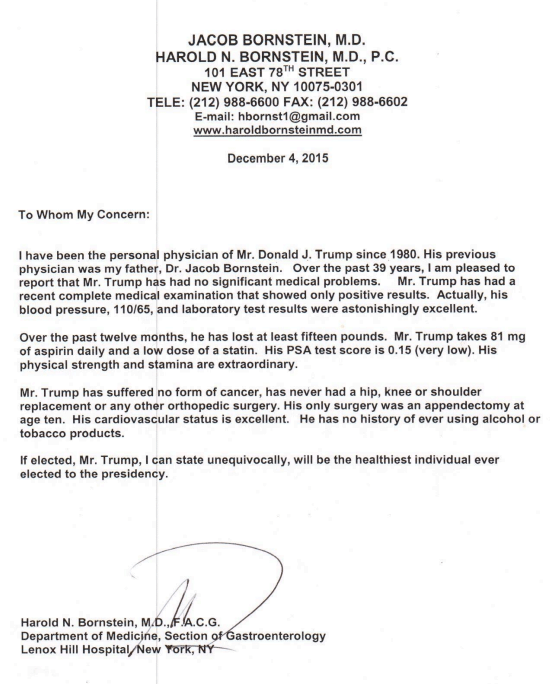 JACOB BORNSTEIN, M.D.
HAROLD N. BORNSTEIN, M.D., P.C.
101 EAST 78TH STREET
NEW YORK, NY 10075-0301
TELE: (212) 988-6600 FAX: (212) 988-6602
E-mail: hbornst1@gmail.com
www.haroldbornsteinmd.com
December 4, 2015
To Whom My Concern:
I have been the personal physician of Mr. Donald J. Trump since 1980. His previous
physician was my father, Dr. Jacob Bornstein. Over the past 39 years, I am pleased to
report that Mr. Trump has had no significant medical problems. Mr. Trump has had a
recent complete medical examination that showed only positive results. Actually, his
blood pressure, 110/65, and laboratory test results were astonishingly excellent.
Over the past twelve months, he has lost at least fifteen pounds. Mr. Trump takes 81 mg
of aspirin daily and a low dose of a statin. His PSA test score is 0.15 (very low). His
physical strength and stamina are extraordinary.
Mr. Trump has suffered no form of cancer, has never had a hip, knee or shoulder
replacement or any other orthopedic surgery. His only surgery was an appendectomy at
age ten. His cardiovascular status is excellent. He has no history of ever using alcohol or
tobacco products.
If elected, Mr. Trump, I can state unequivocally, will be the healthiest individual ever
elected to the presidency.
Harold N. Bornstein, M.D., F.A.C.G.
Department of Medicine, Section of Gastroenterology
Lenox Hill Hospital, New York, NY